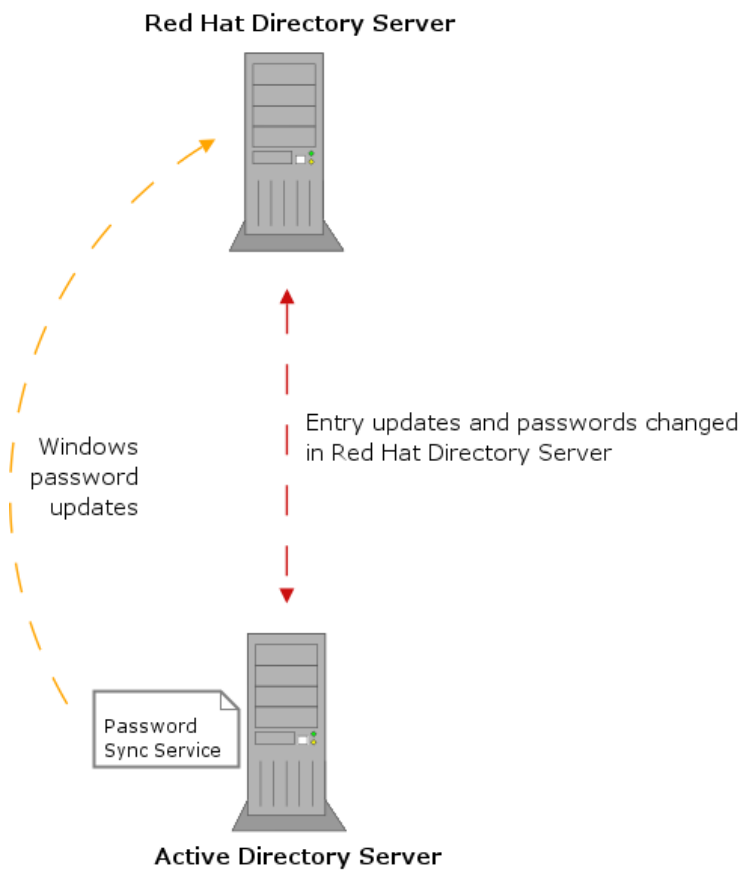 Red Hat Directory Server
Windows
password
updates
Entry updates and passwords changed
in Red Hat Directory Server
Password
Sync Service
Active Directory Server